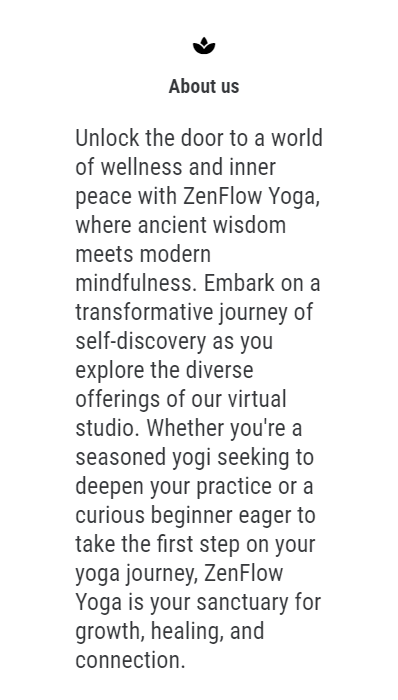 About us
Unlock the door to a world
of wellness and inner
peace with ZenFlow Yoga,
where ancient wisdom
meets modern
mindfulness. Embark on a
transformative journey of
self-discovery as you
explore the diverse
offerings of our virtual
studio. Whether you're a
seasoned yogi seeking to
deepen your practice or a
curious beginner eager to
take the first step on your
yoga journey, ZenFlow
Yoga is your sanctuary for
growth, healing, and
connection.